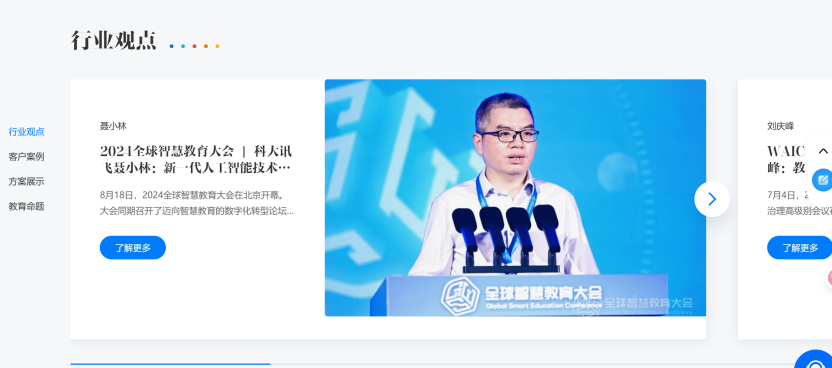 行业观点
行业观点
客户案例
方案展示
教育命题
聂小林
2024全球智慧教育大会 | 科大讯
飞聂小林：新一代人工智能技术…
8月18日，2024全球智慧教育大会在北京开幕。
大会同期召开了迈向智慧教育的数字化转型论坛...
了解更多
全球智慧教育大会
Global Smart Education Conference
全球智慧教育大会
刘庆峰
WAIC
峰：教
7月4日，2
治理高级别会议
了解更多